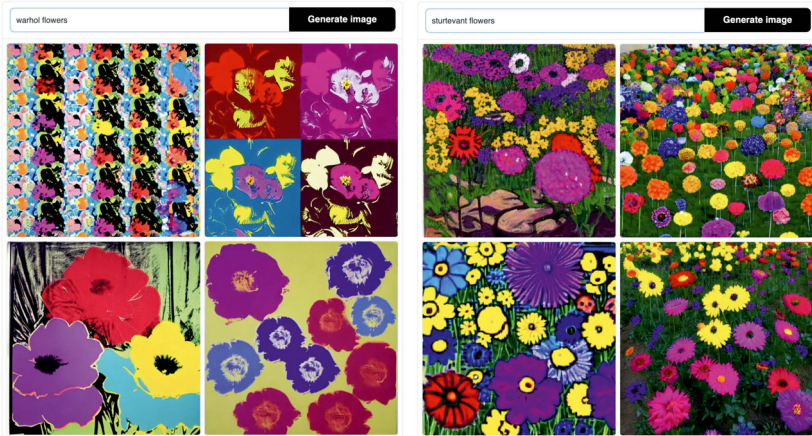 warhol flowers
Generate image
sturtevant flowers
Generate image